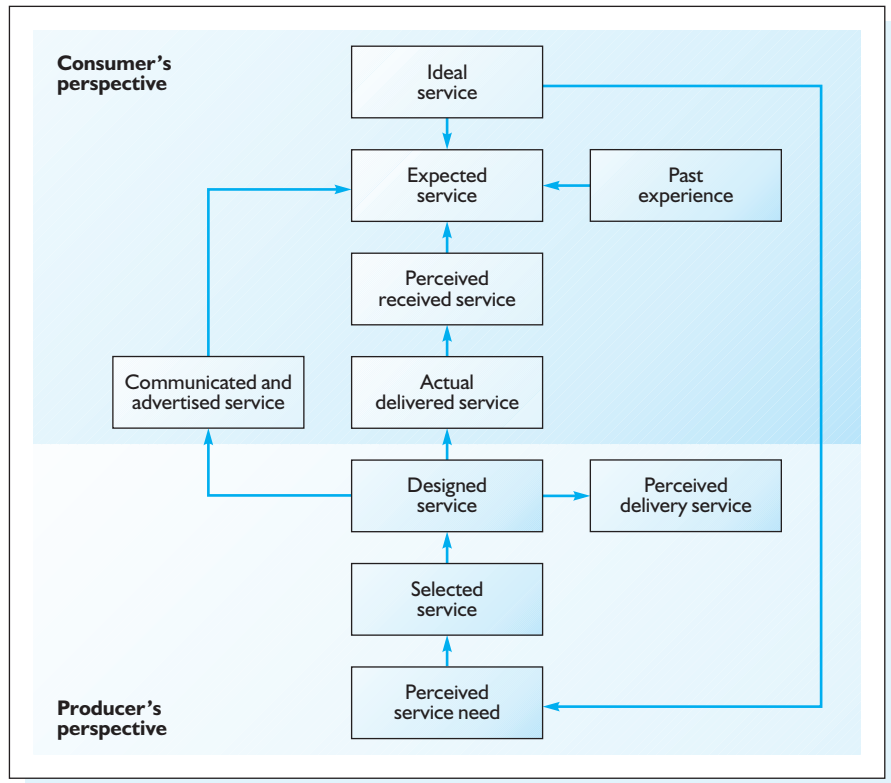 Consumer's
perspective
Ideal
service
Expected
service
Past
experience
Perceived
received service
Communicated and
advertised service
Actual
delivered service
Designed
service
Perceived
delivery service
Selected
service
Perceived
service need
Producer's
perspective